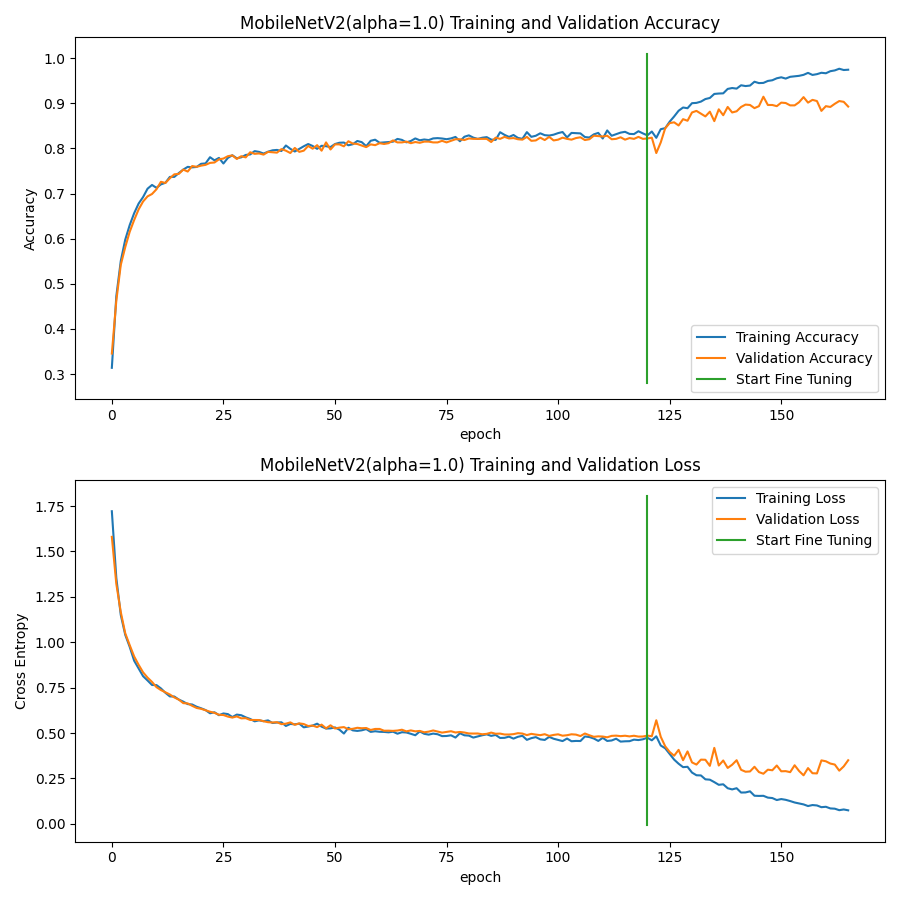 MobileNetV2(alpha=1.0) Training and Validation Accuracy
1.0
0.9
0.8
0.7
0.6
0.5
0.4
0.3
Accuracy
Training Accuracy
Validation Accuracy
Start Fine Tuning
0 25 50 75 100 125 150
epoch
MobileNetV2(alpha=1.0) Training and Validation Loss
1.75
1.50
1.25
1.00
0.75
0.50
0.25
0.00
Cross Entropy
Training Loss
Validation Loss
Start Fine Tuning
0 25 50 75 100 125 150
epoch